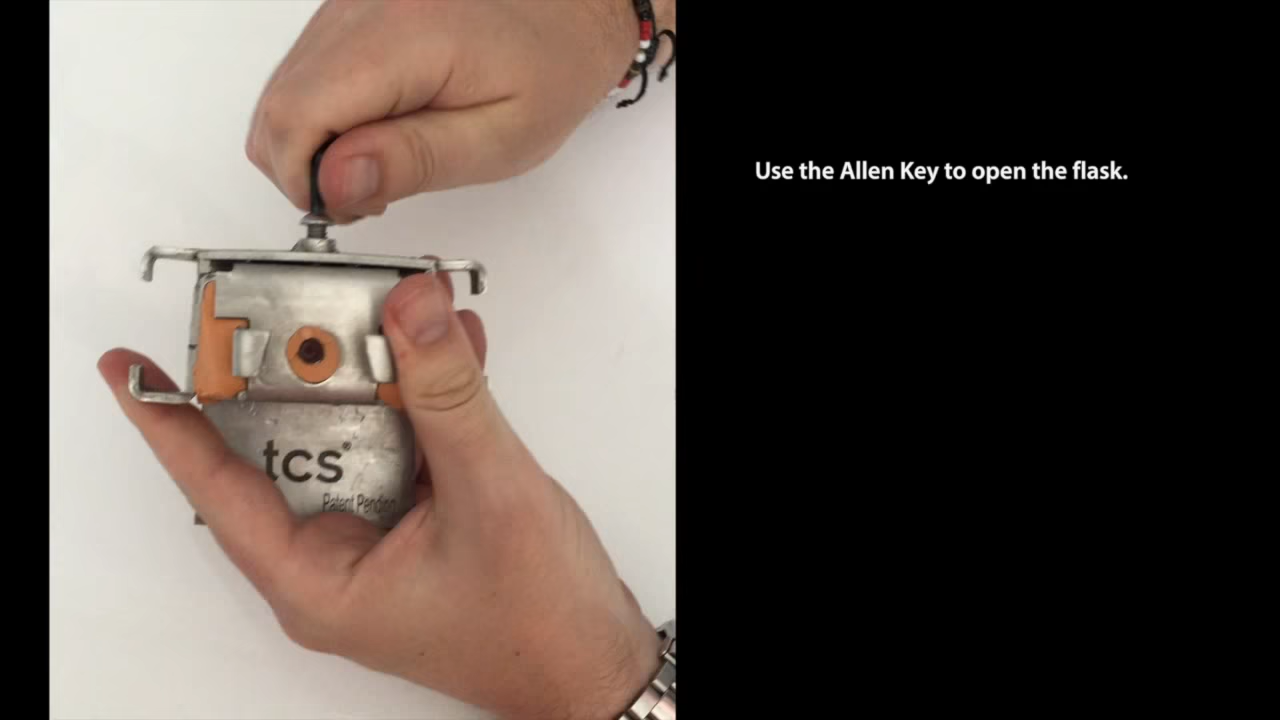 Use the Allen Key to open the flask.
tcs®
Patent Pending